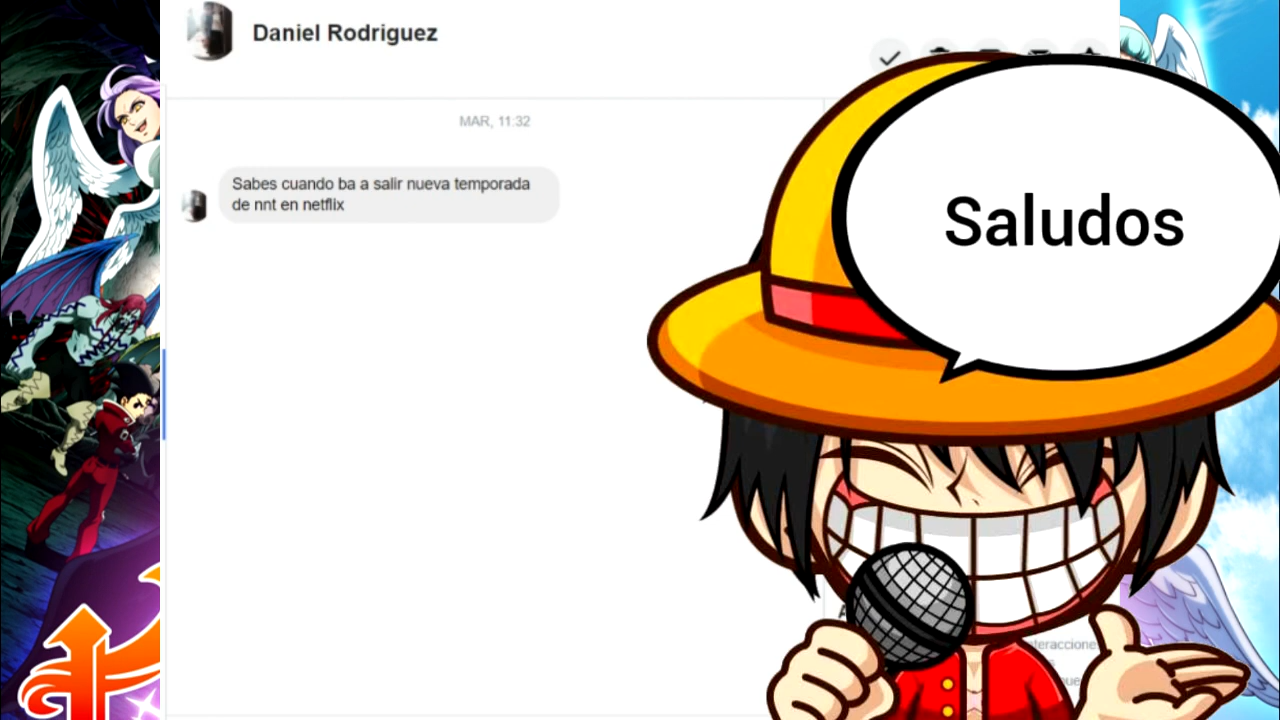 Daniel Rodriguez
MAR, 11:32
Sabes cuando ba a salir nueva temporada
de nnt en netflix
Saludos